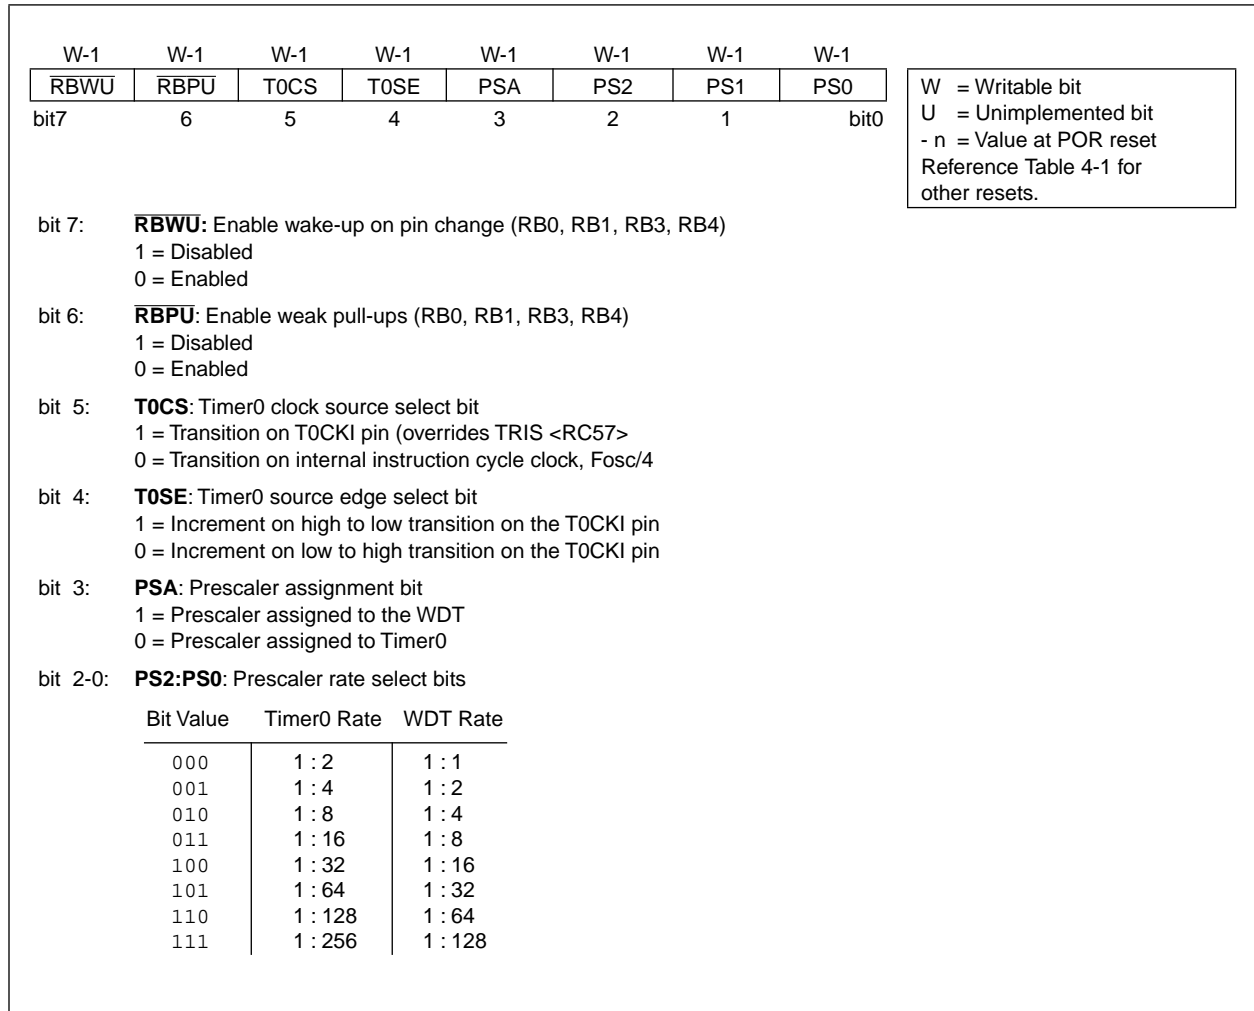 W-1 W-1 W-1 W-1 W-1 W-1 W-1 W-1
RBWU RBPU T0CS T0SE PSA PS2 PS1 PS0
bit7 6 5 4 3 2 1 bit0
W = Writable bit
U = Unimplemented bit
- n = Value at POR reset
Reference Table 4-1 for
other resets.
bit 7: RBWU: Enable wake-up on pin change (RB0, RB1, RB3, RB4)
1 = Disabled
0 = Enabled
bit 6: RBPU: Enable weak pull-ups (RB0, RB1, RB3, RB4)
1 = Disabled
0 = Enabled
bit 5: T0CS: Timer0 clock source select bit
1 = Transition on T0CKI pin (overrides TRIS <RC57>
0 = Transition on internal instruction cycle clock, Fosc/4
bit 4: T0SE: Timer0 source edge select bit
1 = Increment on high to low transition on the T0CKI pin
0 = Increment on low to high transition on the T0CKI pin
bit 3: PSA: Prescaler assignment bit
1 = Prescaler assigned to the WDT
0 = Prescaler assigned to Timer0
bit 2-0: PS2:PS0: Prescaler rate select bits
Bit Value Timer0 Rate WDT Rate
000 1 : 2 1 : 1
001 1 : 4 1 : 2
010 1 : 8 1 : 4
011 1 : 16 1 : 8
100 1 : 32 1 : 16
101 1 : 64 1 : 32
110 1 : 128 1 : 64
111 1 : 256 1 : 128